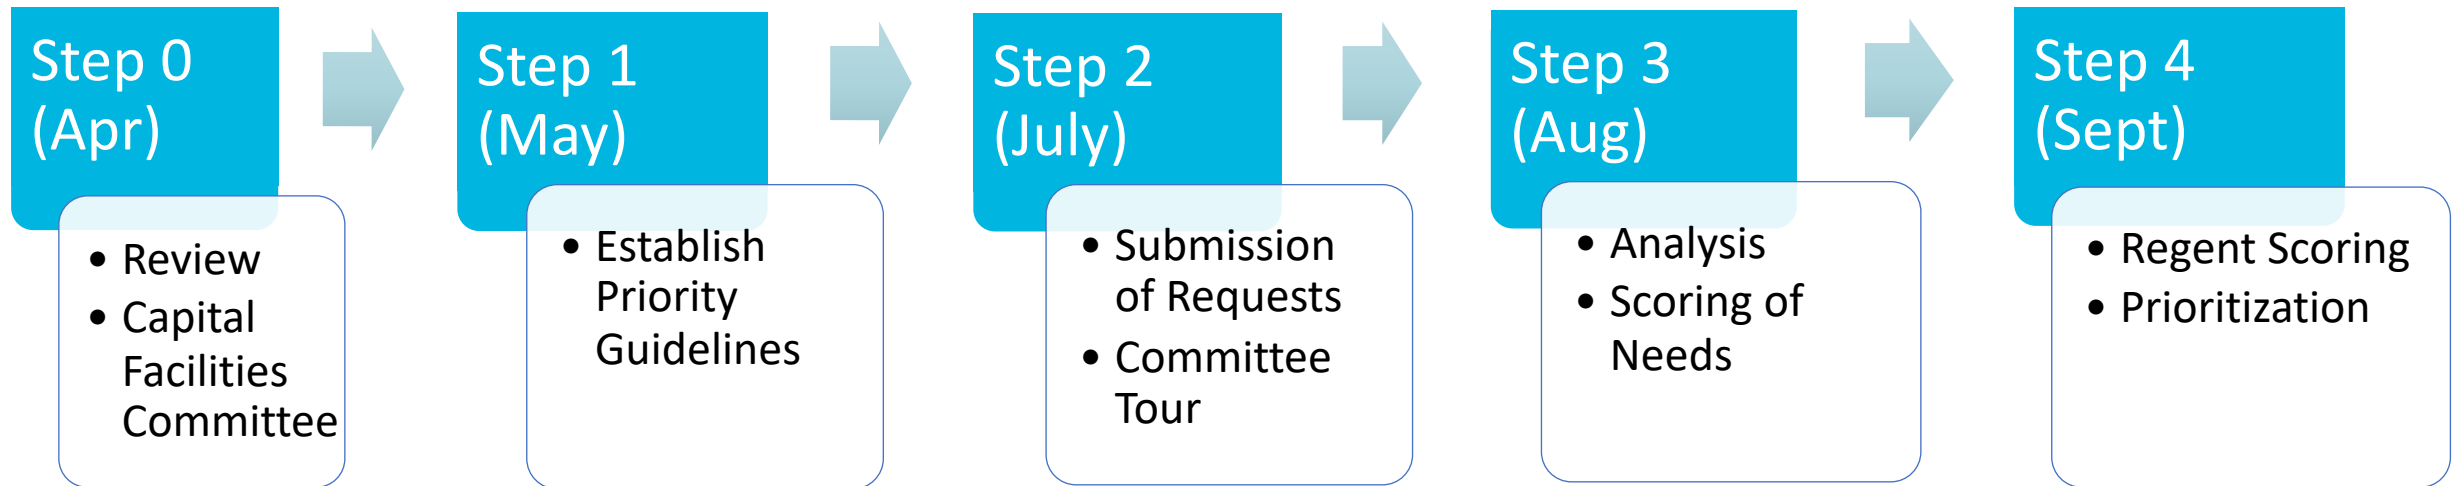 Step 0
(Apr)
• Review
• Capital
Facilities
Committee
Step 1
(May)
• Establish
Priority
Guidelines
Step 2
(July)
• Submission
of Requests
• Committee
Tour
Step 3
(Aug)
• Analysis
• Scoring of
Needs
Step 4
(Sept)
• Regent Scoring
• Prioritization